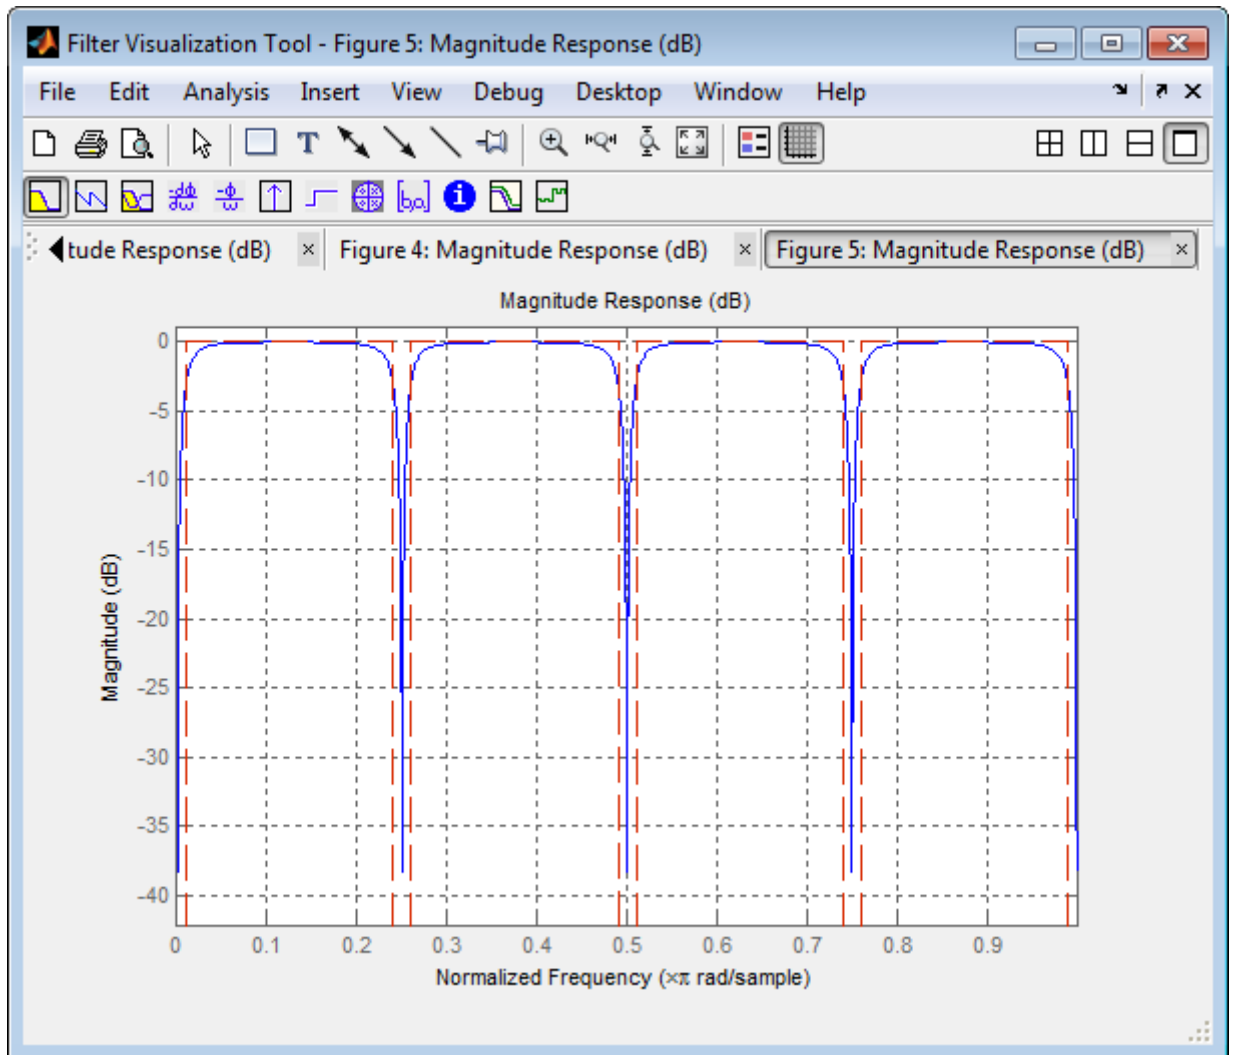 Filter Visualization Tool - Figure 5: Magnitude Response (dB)
File Edit Analysis Insert View Debug Desktop Window Help
tude Response (dB) × Figure 4: Magnitude Response (dB) × Figure 5: Magnitude Response (dB) ×
Magnitude Response (dB)
0
-5
-10
-15
-20
-25
-30
-35
-40
Magnitude (dB)
0 0.1 0.2 0.3 0.4 0.5 0.6 0.7 0.8 0.9
Normalized Frequency (×π rad/sample)